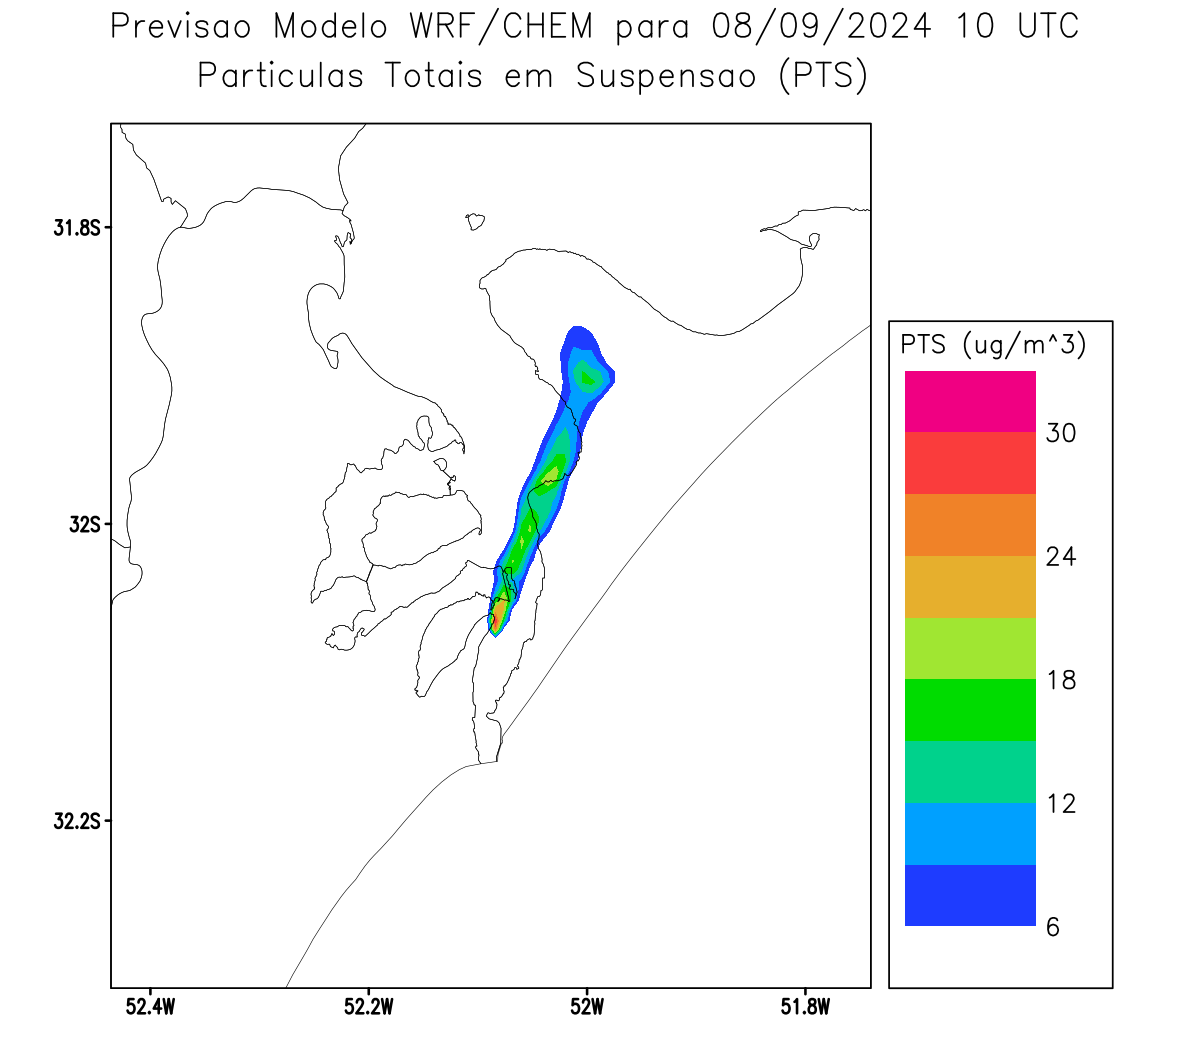 Previsao Modelo WRF/CHEM para 08/09/2024 10 UTC
Particulas Totais em Suspensao (PTS)
31.8S
32S
32.2S
52.4W
52.2W
52W
51.8W
PTS (ug/m^3)
30
24
18
12
6